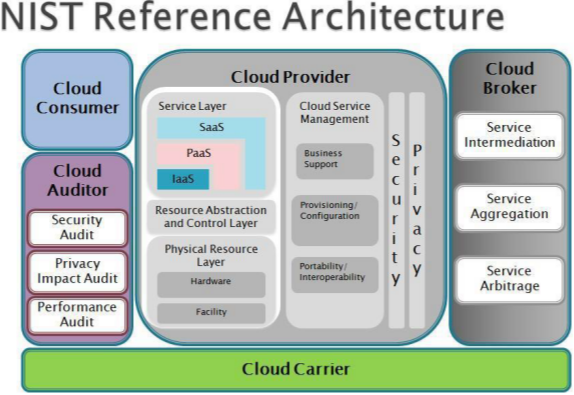 NIST Reference Architecture
Cloud
Consumer
Cloud
Auditor
Security
Audit
Privacy
Impact Audit
Performance
Audit
Cloud Provider
Service Layer
SaaS
PaaS
IaaS
Resource Abstraction
and Control Layer
Physical Resource
Layer
Hardware
Facility
Cloud Service
Management
Business
Support
Provisioning/
Configuration
Portability/
Interoperability
Security
Privacy
Cloud
Broker
Service
Intermediation
Service
Aggregation
Service
Arbitrage
Cloud Carrier